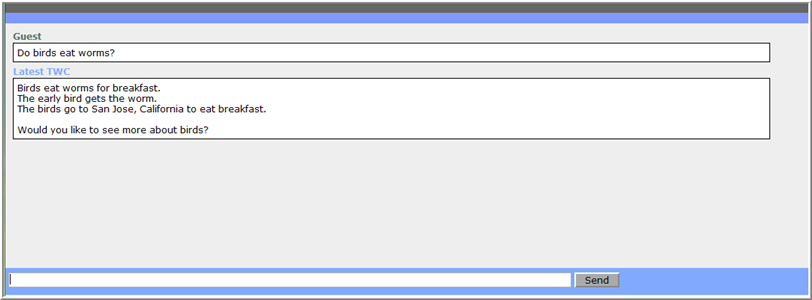 Guest
Do birds eat worms?
Latest TWC
Birds eat worms for breakfast.
The early bird gets the worm.
The birds go to San Jose, California to eat breakfast.
Would you like to see more about birds?
Send